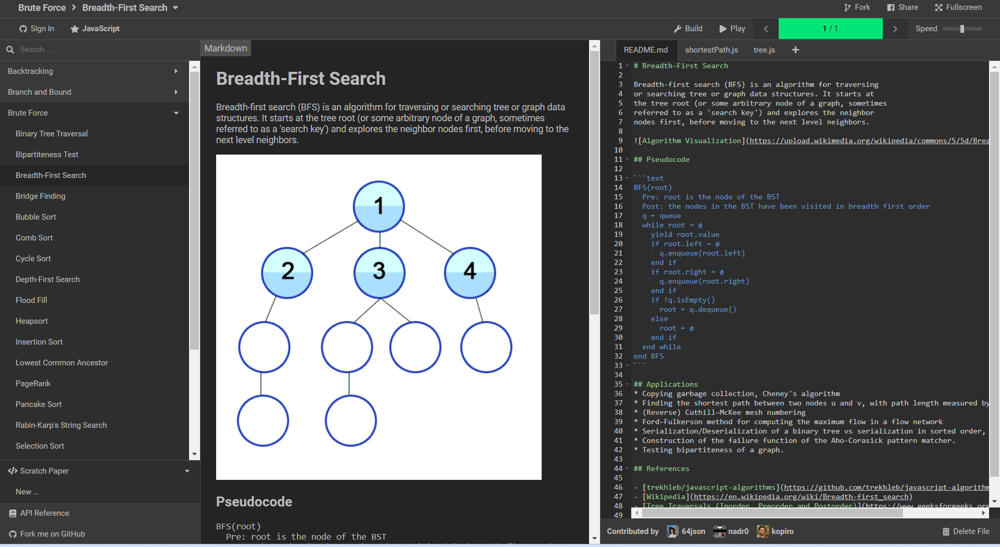 Brute Force > Breadth-First Search
Fork Share Fullscreen
Sign In JavaScript
Build Play 1 / 1 Speed
Search ...
Backtracking
Branch and Bound
Brute Force
Binary Tree Traversal
Bipartiteness Test
Breadth-First Search
Bridge Finding
Bubble Sort
Comb Sort
Cycle Sort
Depth-First Search
Flood Fill
Heapsort
Insertion Sort
Lowest Common Ancestor
PageRank
Pancake Sort
Rabin-Karp's String Search
Selection Sort
</> Scratch Paper
New ...
API Reference
Fork me on GitHub
Markdown
Breadth-First Search
Breadth-first search (BFS) is an algorithm for traversing or searching tree or graph data
structures. It starts at the tree root (or some arbitrary node of a graph, sometimes
referred to as a 'search key') and explores the neighbor nodes first, before moving to the
next level neighbors.
1
2 3 4
Pseudocode
BFS(root)
Pre: root is the node of the BST
README.md shortestPath.js tree.js +
1 # Breadth-First Search
2
3 Breadth-first search (BFS) is an algorithm for traversing
4 or searching tree or graph data structures. It starts at
5 the tree root (or some arbitrary node of a graph, sometimes
6 referred to as a 'search key') and explores the neighbor
7 nodes first, before moving to the next level neighbors.
8
9 ![Algorithm Visualization](https://upload.wikimedia.org/wikipedia/commons/5/5d/Brea
10
11 ## Pseudocode
12
13 ```text
14 BFS(root)
15 Pre: root is the node of the BST
16 Post: the nodes in the BST have been visited in breadth first order
17 q ← queue
18 while root = ø
19 yield root.value
20 if root.left = ø
21 q.enqueue(root.left)
22 end if
23 if root.right = ø
24 q.enqueue(root.right)
25 end if
26 if !q.isEmpty()
27 root ← q.dequeue()
28 else
29 root ← ø
30 end if
31 end while
32 end BFS
33 ```
34
35 ## Applications
36 * Copying garbage collection, Cheney's algorithm
37 * Finding the shortest path between two nodes u and v, with path length measured by
38 * (Reverse) Cuthill–McKee mesh numbering
39 * Ford–Fulkerson method for computing the maximum flow in a flow network
40 * Serialization/Deserialization of a binary tree vs serialization in sorted order,
41 * Construction of the failure function of the Aho-Corasick pattern matcher.
42 * Testing bipartiteness of a graph.
43
44 ## References
45
46 - [trekhleb/javascript-algorithms](https://github.com/trekhleb/javascript-algorithm
47 - [Wikipedia](https://en.wikipedia.org/wiki/Breadth-first_search)
48 - [Tree Traversals (Inorder, Preorder and Postorder)](https://www.geeksforgeeks.org
49
Contributed by 64json nadr0 kopiro
Delete File